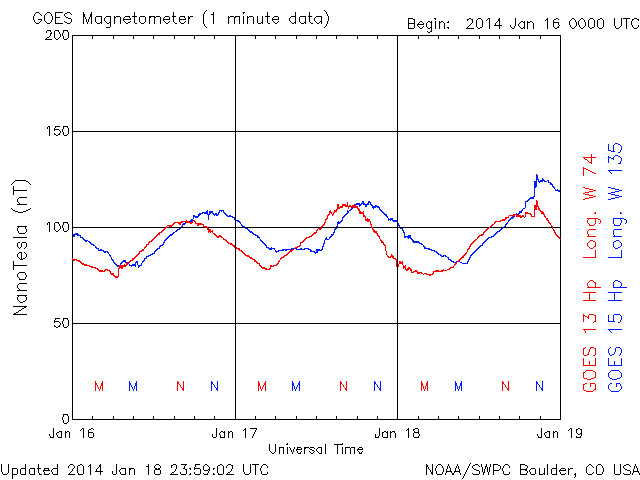 GOES Magnetometer (1 minute data)
Begin: 2014 Jan 16 0000 UTC
200
150
100
50
0
NanoTesla (nT)
M M N N M M N N M M N N
Jan 16 Jan 17 Jan 18 Jan 19
Universal Time
GOES 13 Hp Long. W 74
GOES 15 Hp Long. W 135
Updated 2014 Jan 18 23:59:02 UTC
NOAA/SWPC Boulder, CO USA